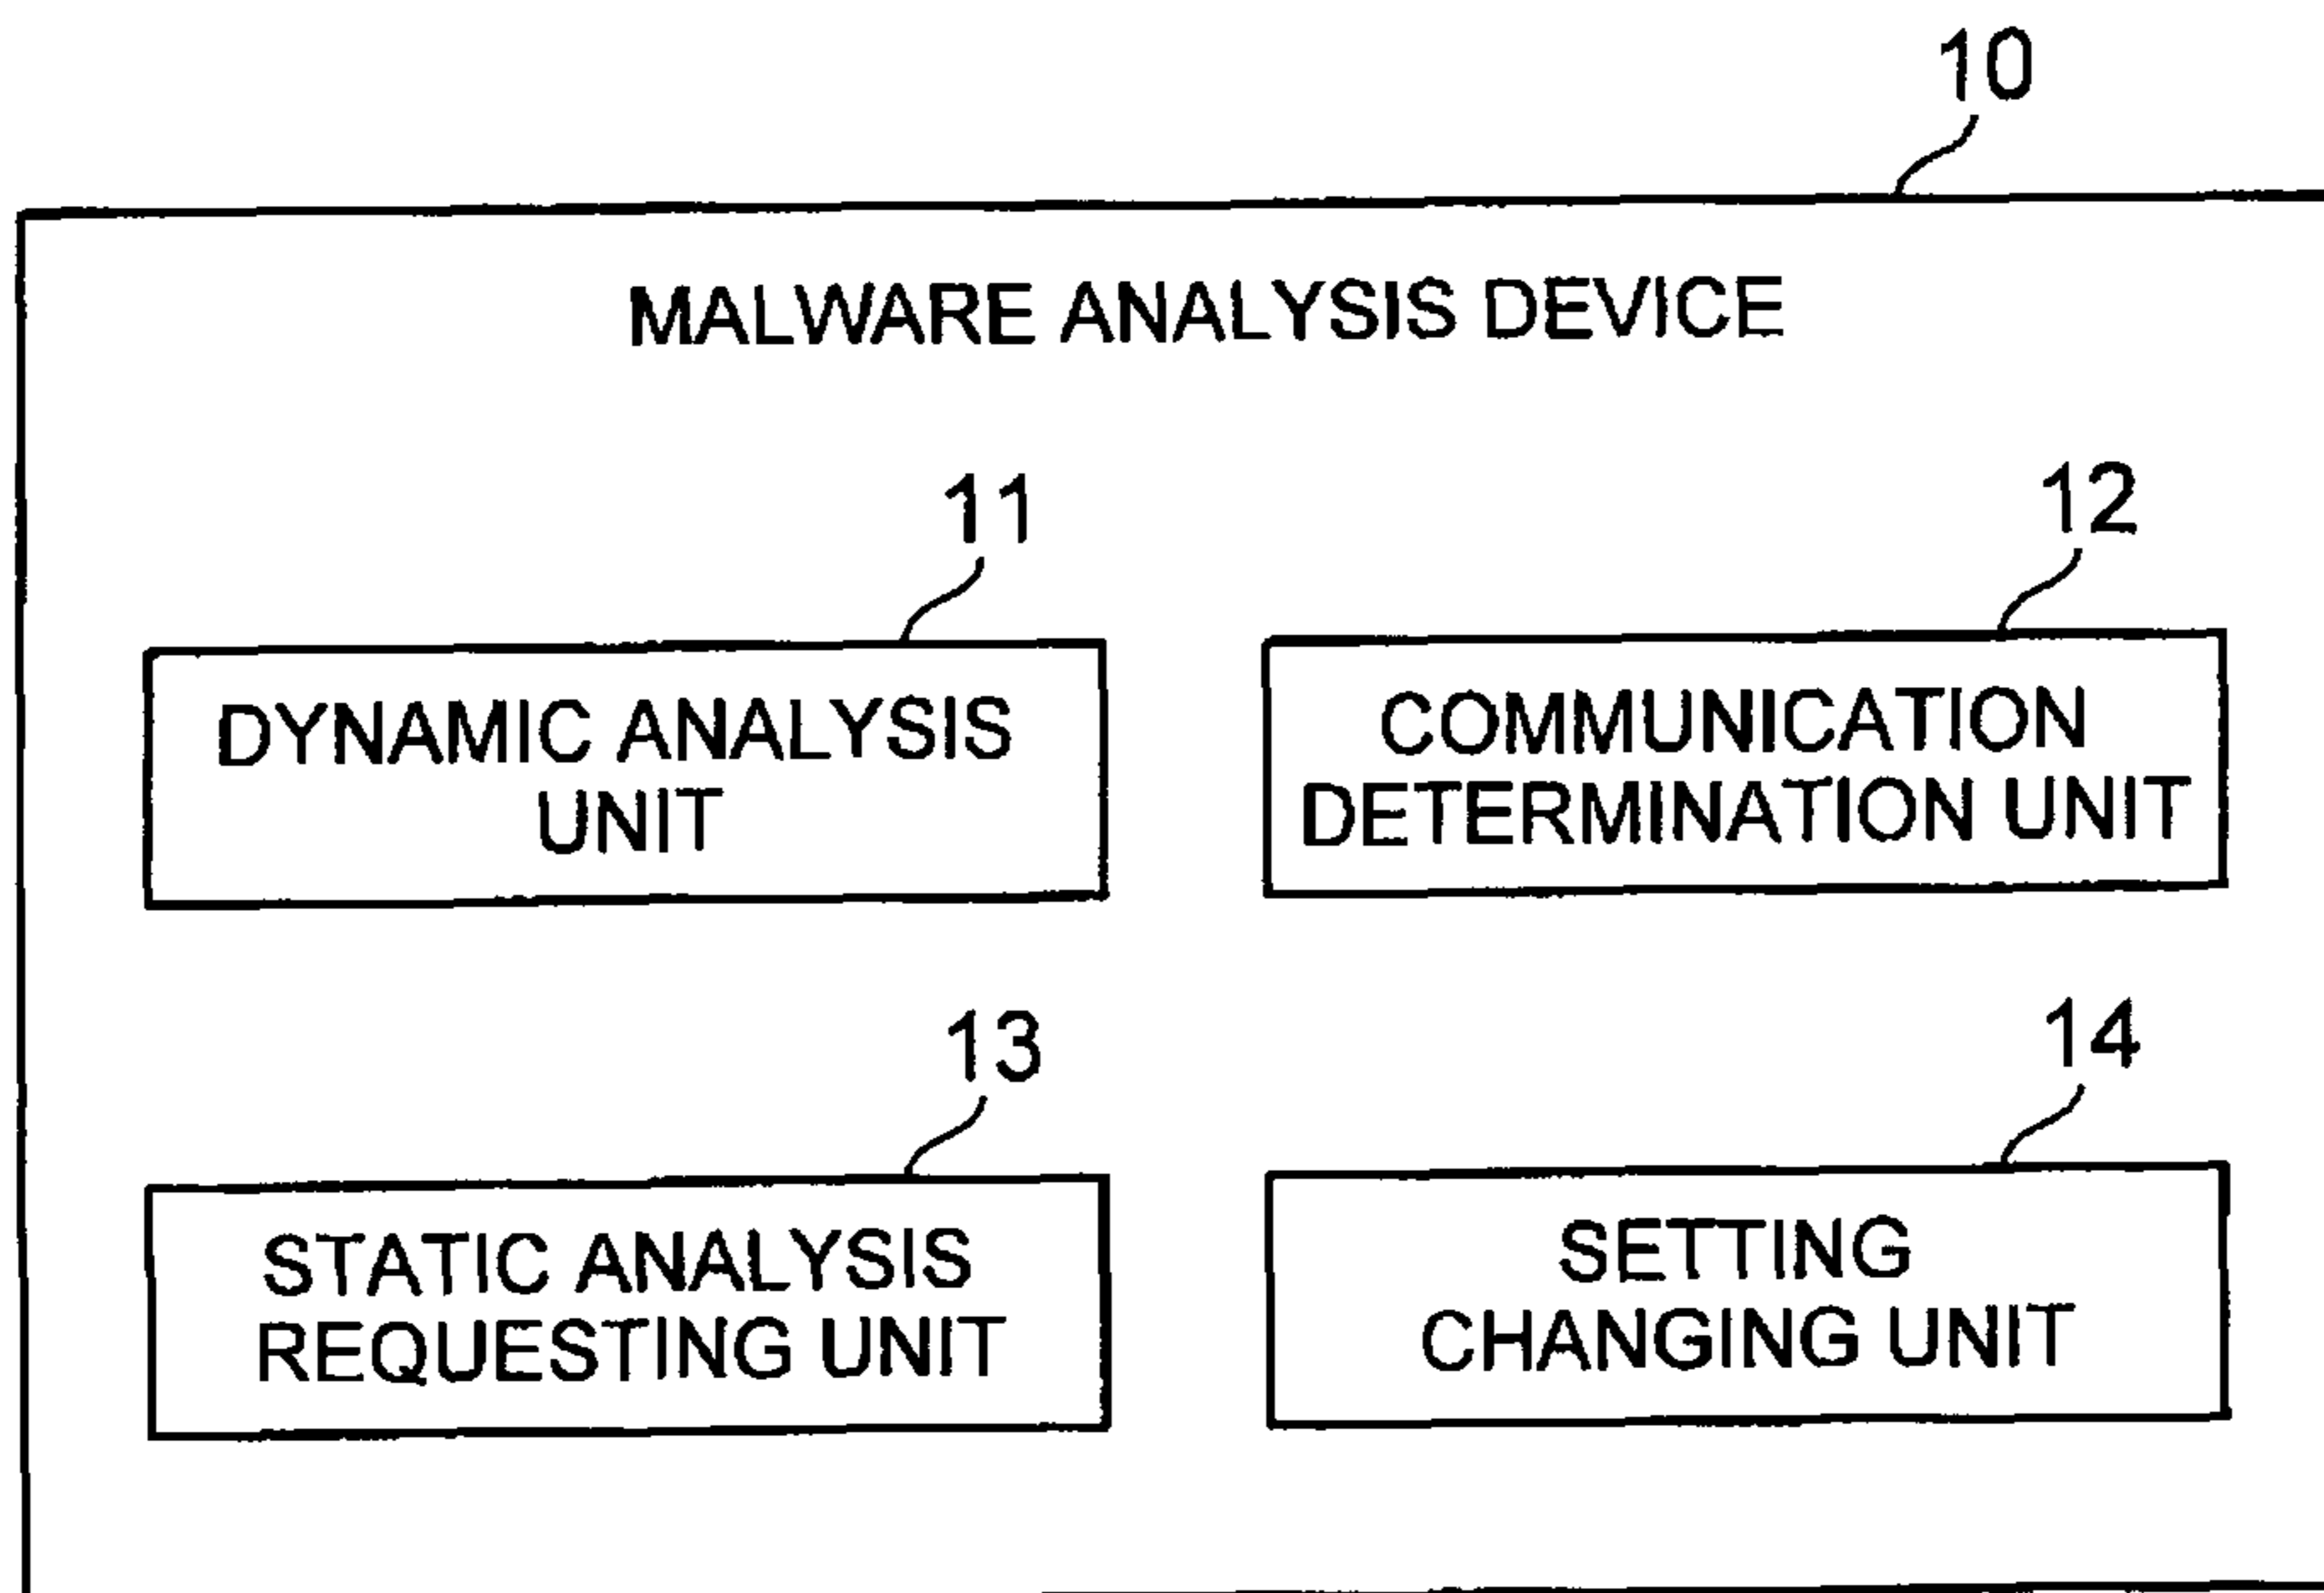 10
MALWARE ANALYSIS DEVICE
11
12
DYNAMIC ANALYSIS
UNIT
COMMUNICATION
DETERMINATION UNIT
13
14
STATIC ANALYSIS
REQUESTING UNIT
SETTING
CHANGING UNIT